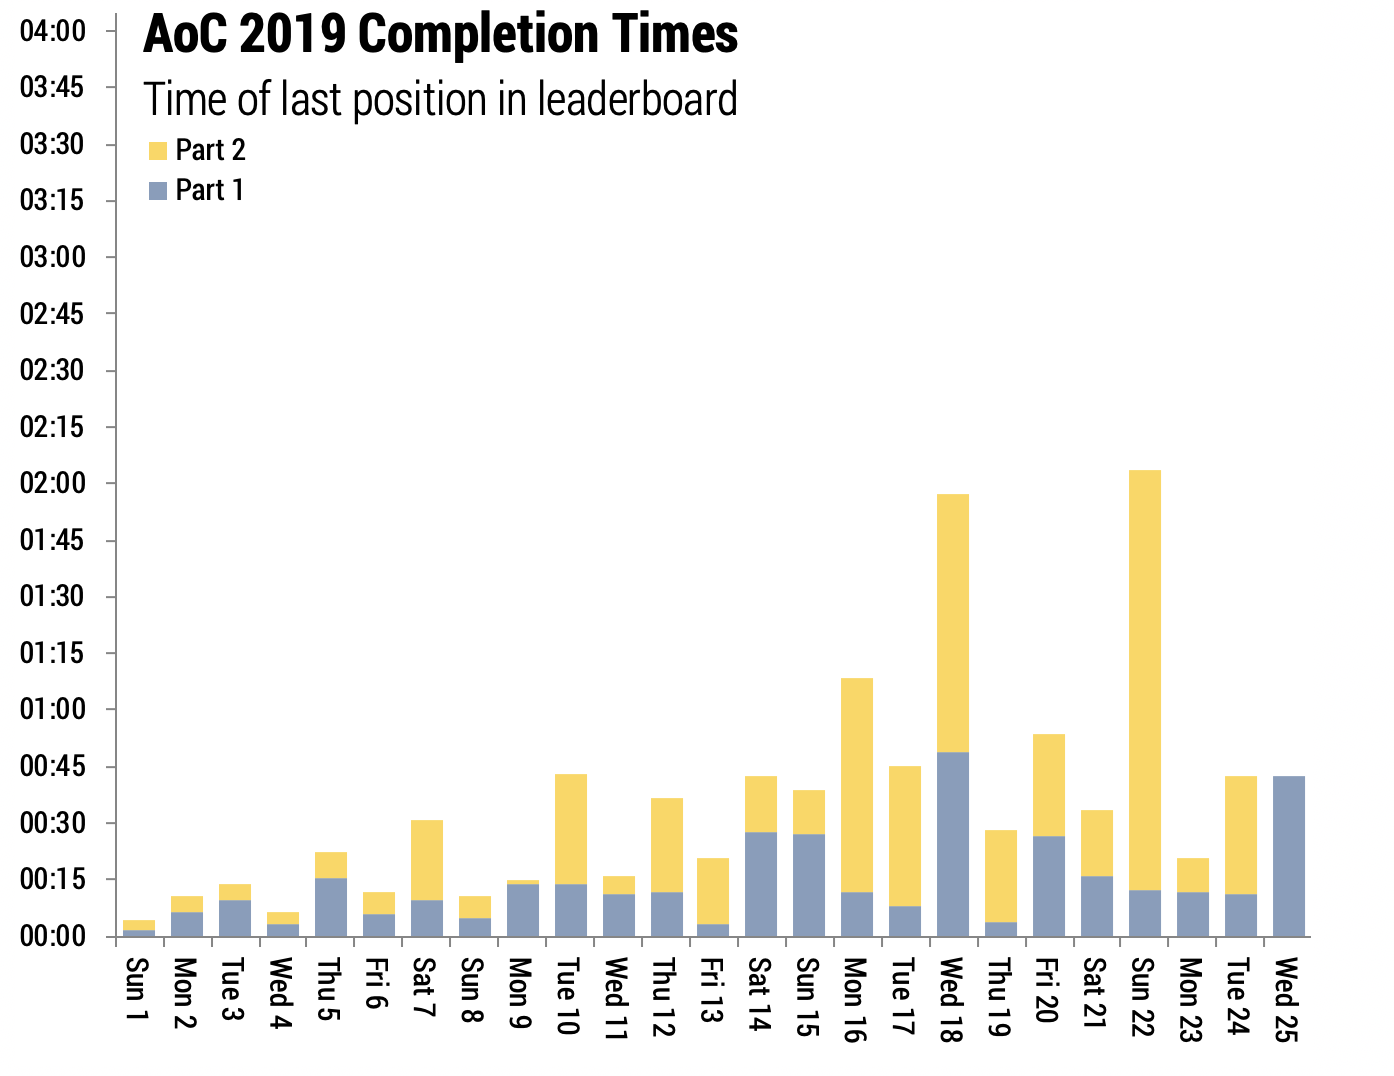 AoC 2019 Completion Times
Time of last position in leaderboard
Part 2
Part 1
04:00
03:45
03:30
03:15
03:00
02:45
02:30
02:15
02:00
01:45
01:30
01:15
01:00
00:45
00:30
00:15
00:00
Sun 1
Mon 2
Tue 3
Wed 4
Thu 5
Fri 6
Sat 7
Sun 8
Mon 9
Tue 10
Wed 11
Thu 12
Fri 13
Sat 14
Sun 15
Mon 16
Tue 17
Wed 18
Thu 19
Fri 20
Sat 21
Sun 22
Mon 23
Tue 24
Wed 25